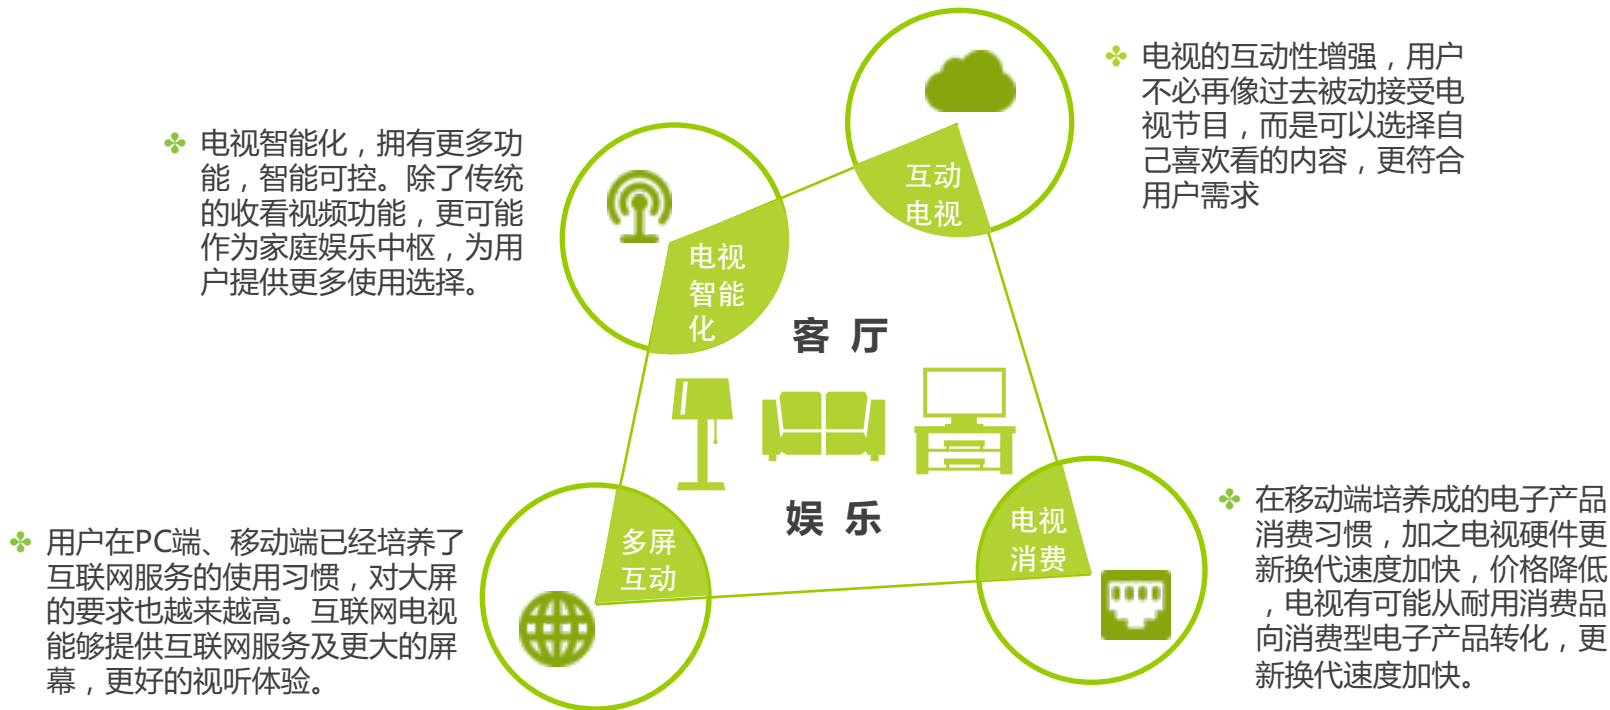 电视的互动性增强，用户
不必再像过去被动接受电
视节目，而是可以选择自
己喜欢看的内容，更符合
用户需求
电视智能化，拥有更多功
能，智能可控。除了传统
的收看视频功能，更可能
作为家庭娱乐中枢，为用
户提供更多使用选择。
互动
电视
电视
智能
化
客厅
娱乐
多屏
互动
电视
消费
用户在PC端、移动端已经培养了
互联网服务的使用习惯，对大屏
的要求也越来越高。互联网电视
能够提供互联网服务及更大的屏
幕，更好的视听体验。
在移动端培养成的电子产品
消费习惯，加之电视硬件更
新换代速度加快，价格降低
，电视有可能从耐用消费品
向消费型电子产品转化，更
新换代速度加快。